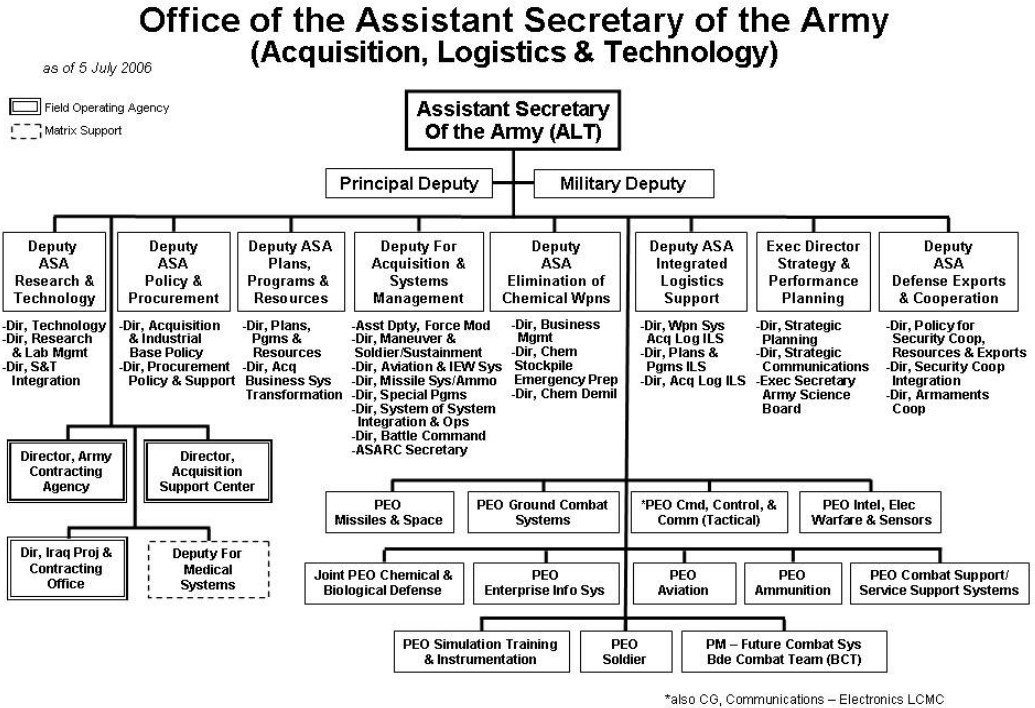 Office of the Assistant Secretary of the Army
(Acquisition, Logistics & Technology)
as of 5 July 2006
Field Operating Agency
Matrix Support
Assistant Secretary
Of the Army (ALT)
Principal Deputy
Military Deputy
Deputy
ASA
Research &
Technology
-Dir, Technology
-Dir, Research
& Lab Mgmt
-Dir, S&T
Integration
Deputy
ASA
Policy &
Procurement
-Dir, Acquisition
& Industrial
Base Policy
-Dir, Procurement
Policy & Support
Deputy ASA
Plans,
Programs &
Resources
-Dir, Plans,
Pgms &
Resources
-Dir, Acq
Business Sys
Transformation
Deputy For
Acquisition &
Systems
Management
-Asst Dpty, Force Mod
-Dir, Maneuver &
Soldier/Sustainment
-Dir, Aviation & IEW Sys
-Dir, Missile Sys/Ammo
-Dir, Special Pgms
-Dir, System of System
Integration & Ops
-Dir, Battle Command
-ASARC Secretary
Deputy
ASA
Elimination of
Chemical Wpns
-Dir, Business
Mgmt
-Dir, Chem
Stockpile
Emergency Prep
-Dir, Chem Demil
Deputy ASA
Integrated
Logistics
Support
-Dir, Wpn Sys
Acq Log ILS
-Dir, Plans &
Pgms ILS
-Dir, Acq Log ILS
Exec Director
Strategy &
Performance
Planning
-Dir, Strategic
Planning
-Dir, Strategic
Communications
-Exec Secretary
Army Science
Board
Deputy
ASA
Defense Exports
& Cooperation
-Dir, Policy for
Security Coop,
Resources & Exports
-Dir, Security Coop
Integration
-Dir, Armaments
Coop
Director, Army
Contracting
Agency
Director,
Acquisition
Support Center
Dir, Iraq Proj &
Contracting
Office
Deputy For
Medical
Systems
PEO
Missiles & Space
PEO Ground Combat
Systems
*PEO Cmd, Control, &
Comm (Tactical)
PEO Intel, Elec
Warfare & Sensors
Joint PEO Chemical &
Biological Defense
PEO
Enterprise Info Sys
PEO
Aviation
PEO
Ammunition
PEO Combat Support/
Service Support Systems
PEO Simulation Training
& Instrumentation
PEO
Soldier
PM – Future Combat Sys
Bde Combat Team (BCT)
*also CG, Communications – Electronics LCMC